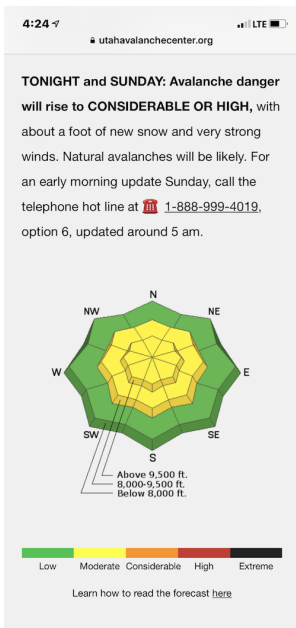 4:24 LTE
utahavalanchecenter.org
TONIGHT and SUNDAY: Avalanche danger
will rise to CONSIDERABLE OR HIGH, with
about a foot of new snow and very strong
winds. Natural avalanches will be likely. For
an early morning update Sunday, call the
telephone hot line at ☎️ 1-888-999-4019,
option 6, updated around 5 am.
N
NW NE
W E
SW SE
S
Above 9,500 ft.
8,000-9,500 ft.
Below 8,000 ft.
Low Moderate Considerable High Extreme
Learn how to read the forecast here